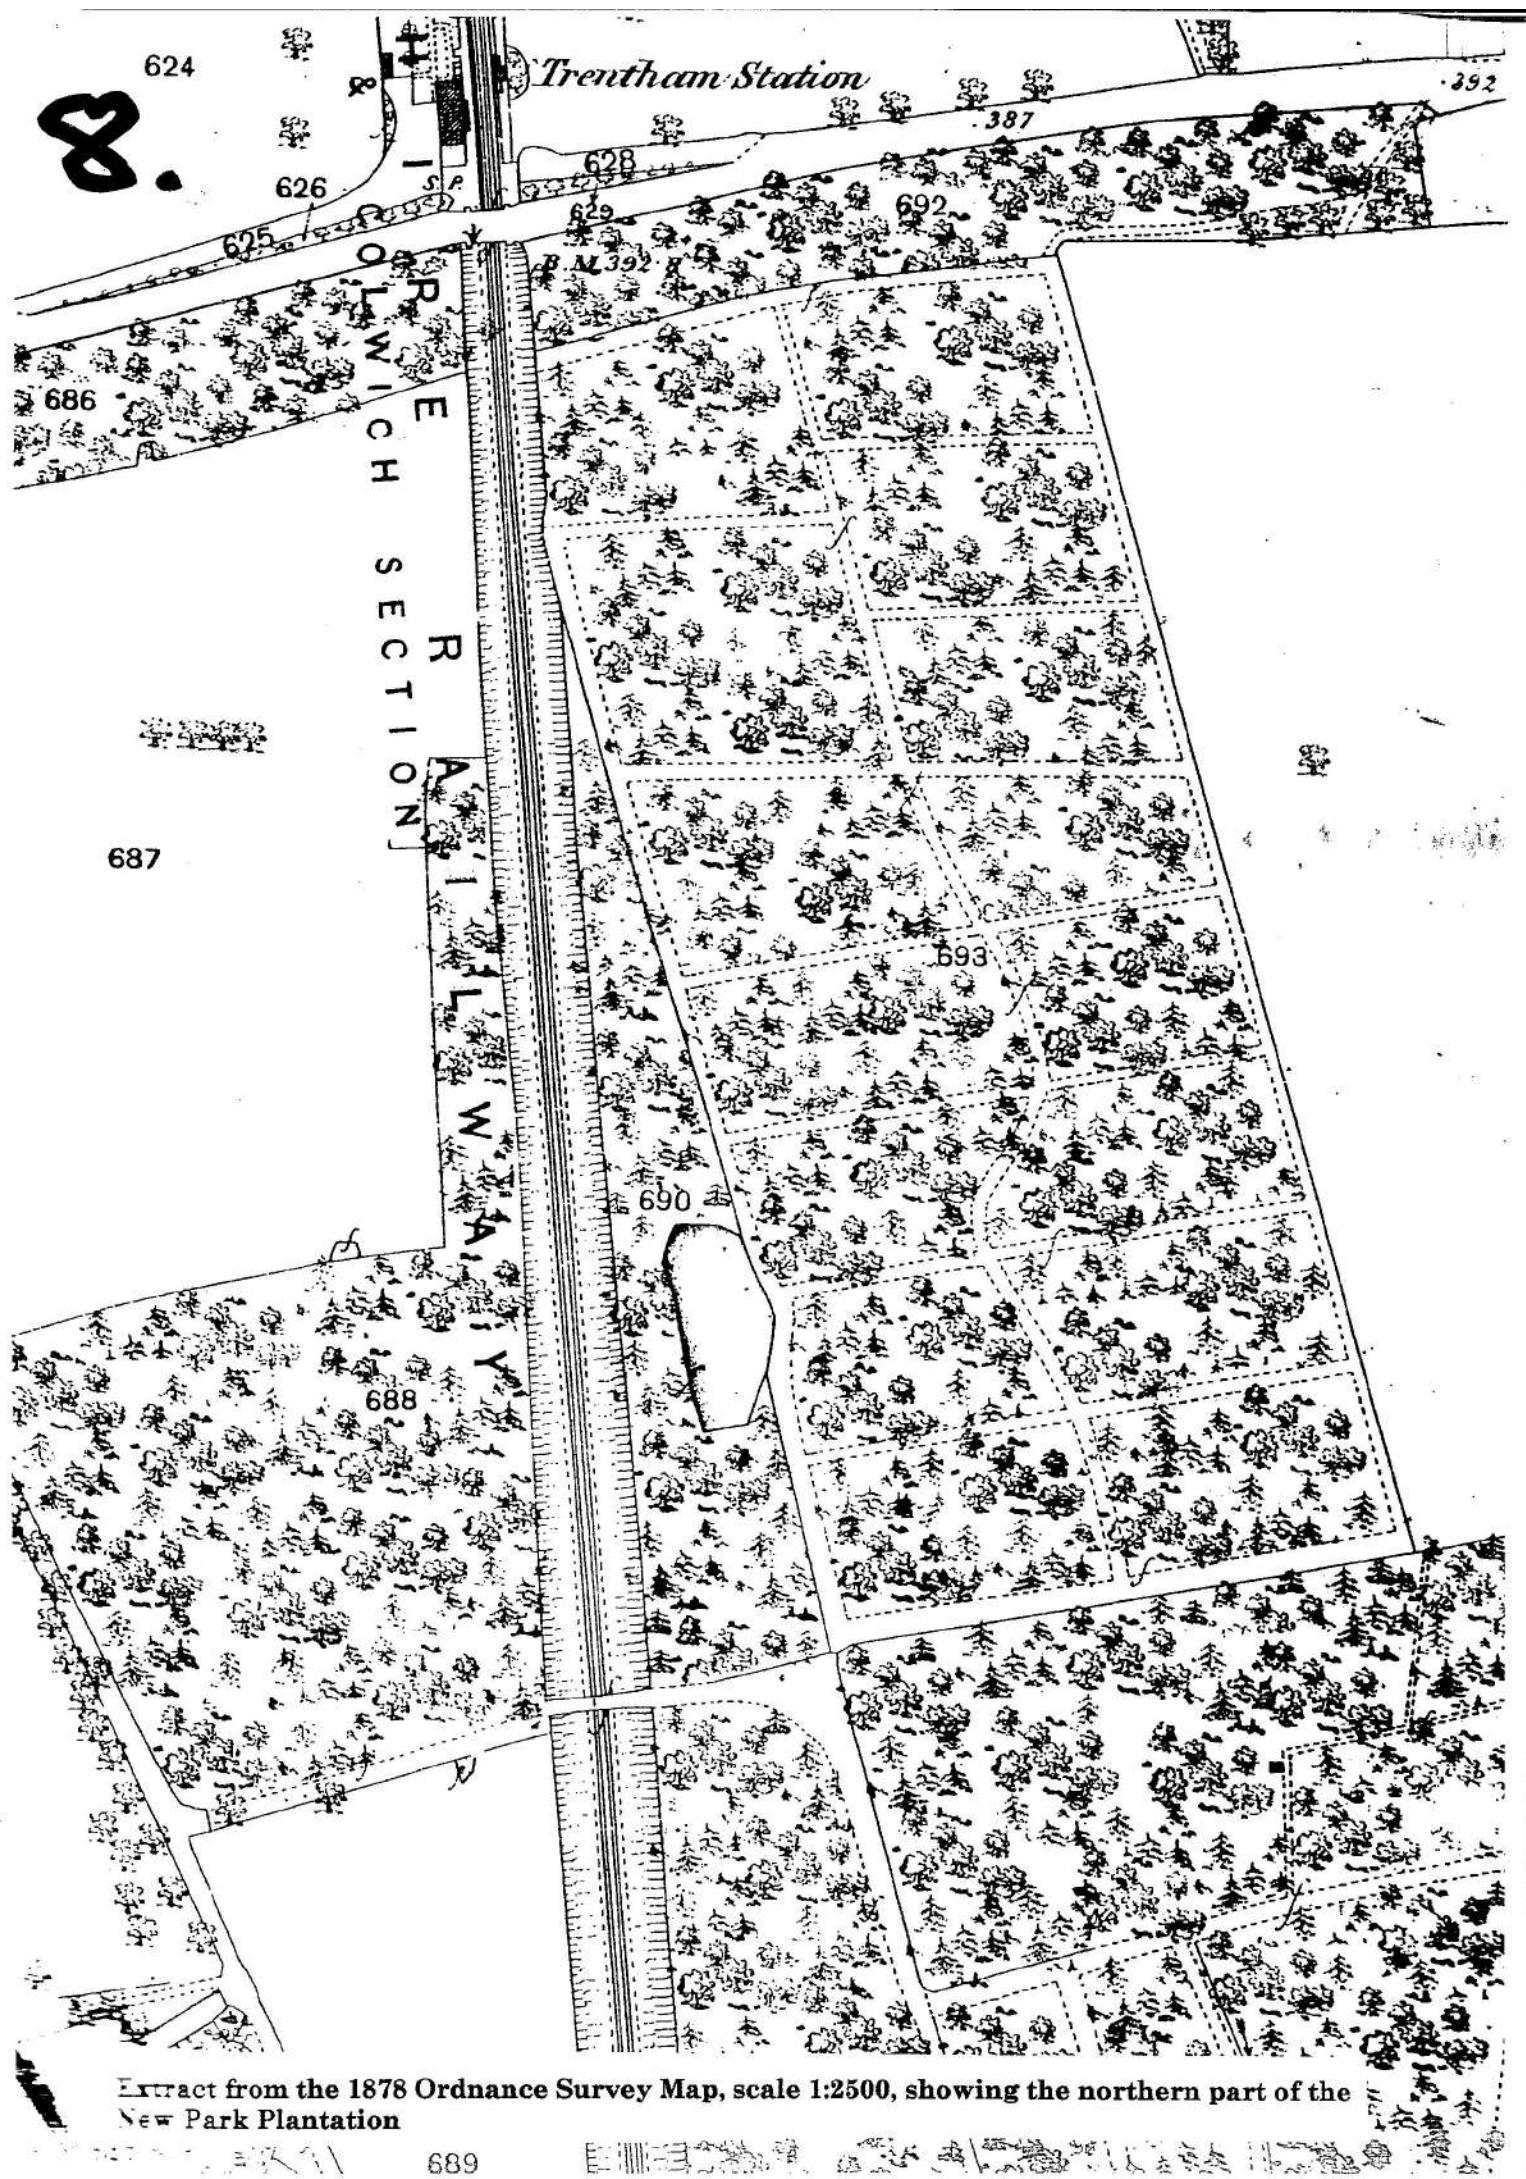 624
8.
Trentham Station
.392
.387
&
H I
S.P.
628
626
629
625
692
B.M.392.
686
COLWICH SECTION]
RE RAILWAY
687
693
690
688
Extract from the 1878 Ordnance Survey Map, scale 1:2500, showing the northern part of the
New Park Plantation
689